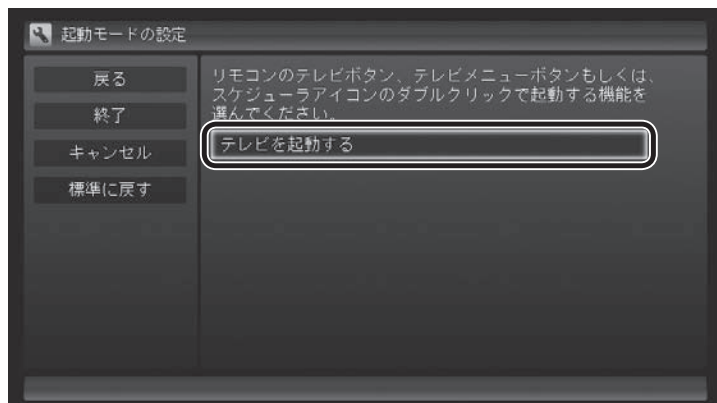 起動モードの設定
戻る
終了
キャンセル
標準に戻す
リモコンのテレビボタン、テレビメニューボタンもしくは、
スケジューラアイコンのダブルクリックで起動する機能を
選んでください。
テレビを起動する